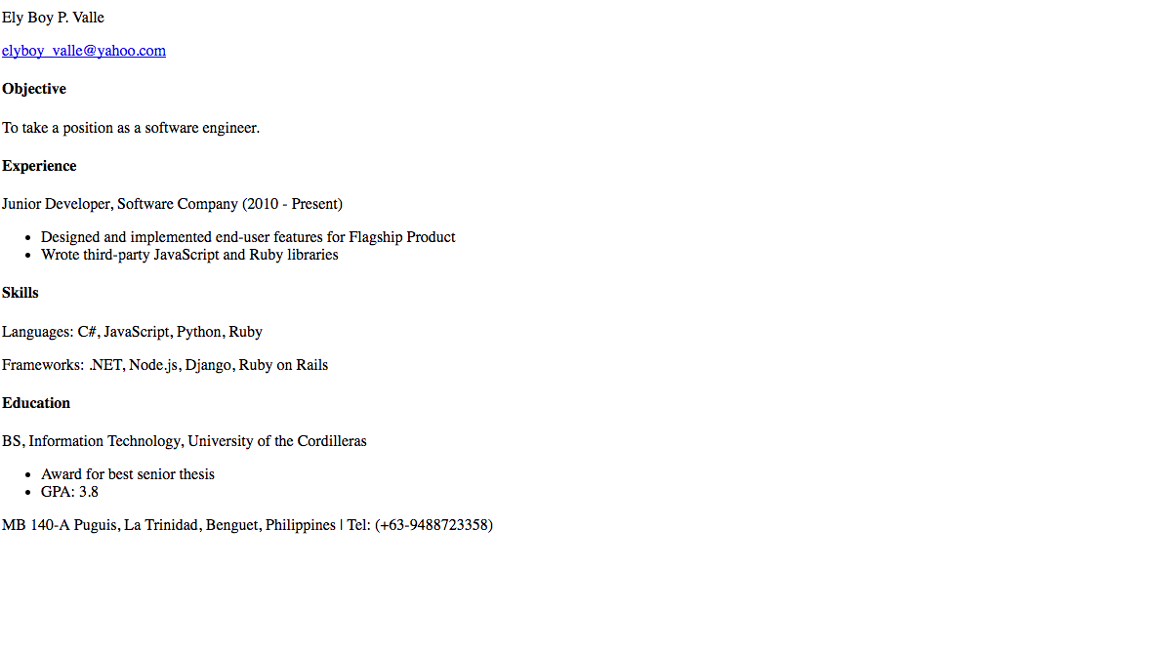 Ely Boy P. Valle
elyboy_valle@yahoo.com
Objective
To take a position as a software engineer.
Experience
Junior Developer, Software Company (2010 - Present)
• Designed and implemented end-user features for Flagship Product
• Wrote third-party JavaScript and Ruby libraries
Skills
Languages: C#, JavaScript, Python, Ruby
Frameworks: .NET, Node.js, Django, Ruby on Rails
Education
BS, Information Technology, University of the Cordilleras
• Award for best senior thesis
• GPA: 3.8
MB 140-A Puguis, La Trinidad, Benguet, Philippines | Tel: (+63-9488723358)